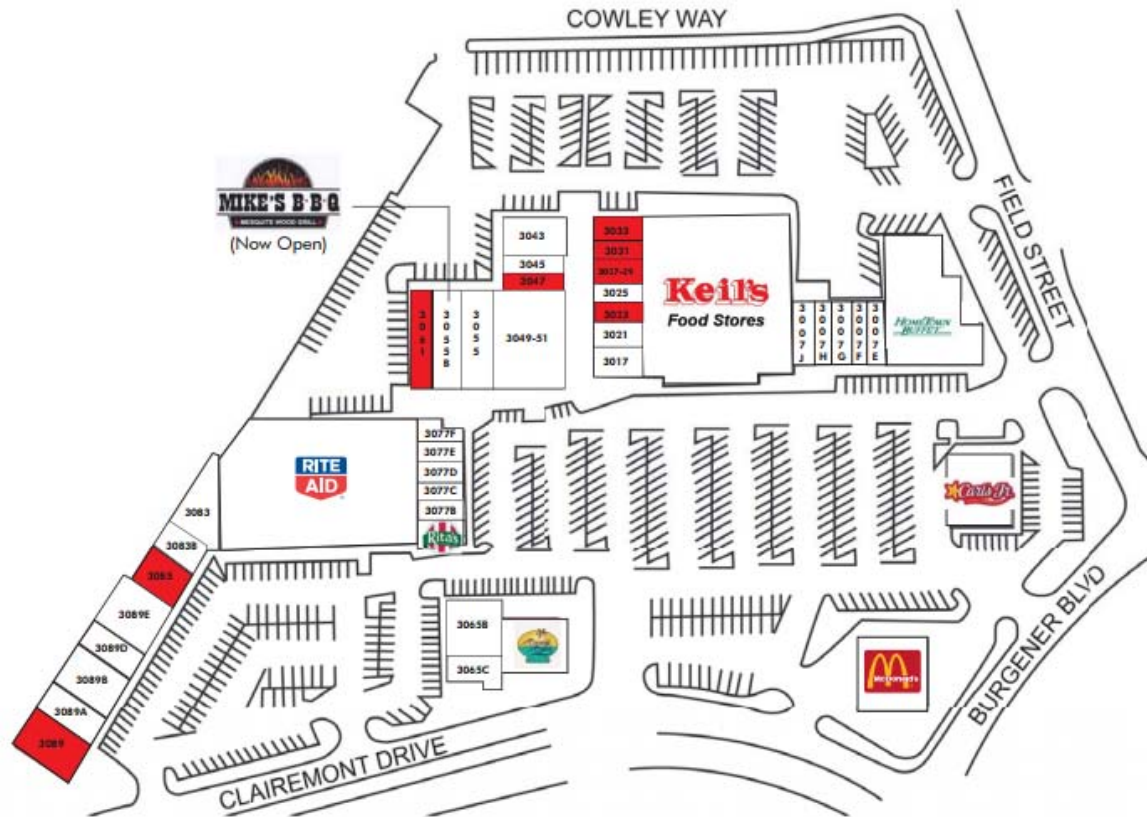 COWLEY WAY
FIELD STREET
MIKE'S B·B·Q
MESQUITE WOOD GRILL
(Now Open)
3043
3045
3047
3061
3055B
3055
3049-51
3033
3031
3027-29
3025
3023
3021
3017
Keil's
Food Stores
3007J
3007H
3007G
3007F
3007E
HOMETOWN
BUFFET
RITE
AID
3077F
3077E
3077D
3077C
3077B
Rita's
Carl's Jr.
3083
3083B
3085
3089E
3089D
3089B
3089A
3089
3065B
3065C
McDonald's
BURGENER BLVD
CLAIREMONT DRIVE